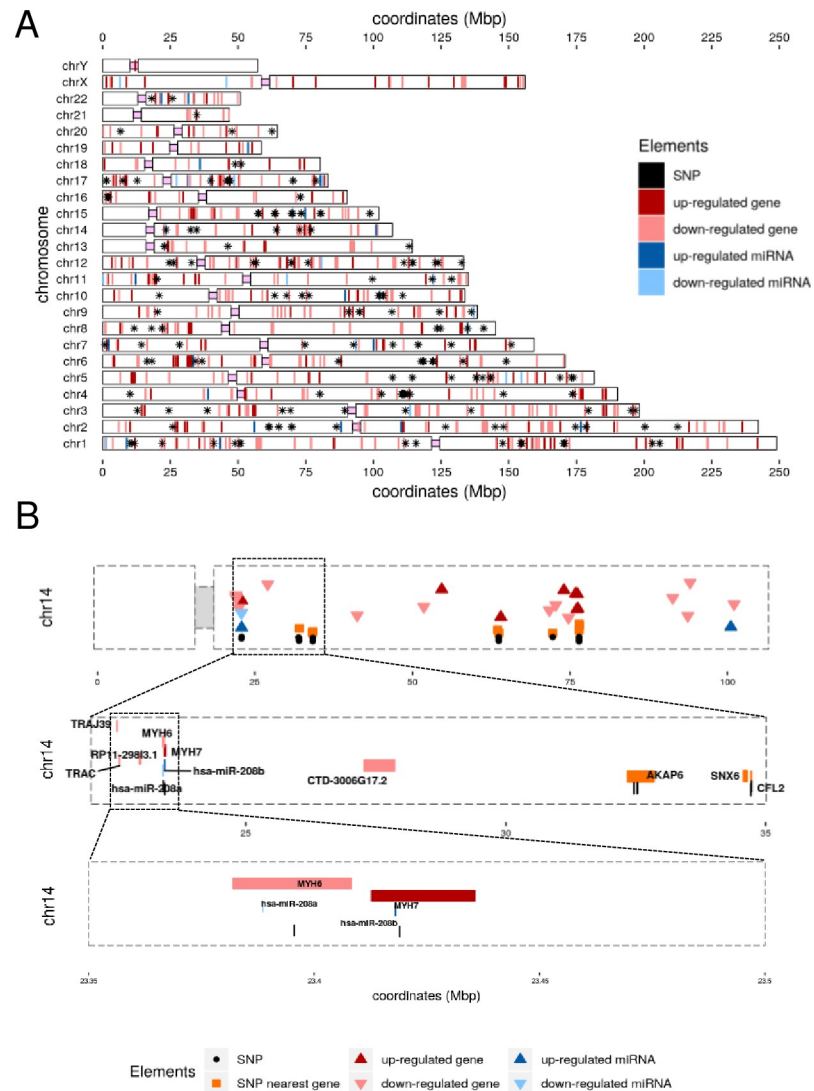 A
coordinates (Mbp)
0 25 50 75 100 125 150 175 200 225 250
chrY
chrX
chr22
chr21
chr20
chr19
chr18
chr17
chr16
chr15
chr14
chr13
chr12
chr11
chr10
chr9
chr8
chr7
chr6
chr5
chr4
chr3
chr2
chr1
chromosome
0 25 50 75 100 125 150 175 200 225 250
coordinates (Mbp)
Elements
SNP
up-regulated gene
down-regulated gene
up-regulated miRNA
down-regulated miRNA
B
chr14
0 25 50 75 100
chr14
TRAJ39
MYH6
RP11-298I3.1 MYH7
TRAC hsa-miR-208b
hsa-miR-208a
CTD-3006G17.2
AKAP6
SNX6
CFL2
25 30 35
chr14
MYH6
hsa-miR-208a MYH7
hsa-miR-208b
23.35 23.4 23.45 23.5
coordinates (Mbp)
Elements
SNP up-regulated gene up-regulated miRNA
SNP nearest gene down-regulated gene down-regulated miRNA